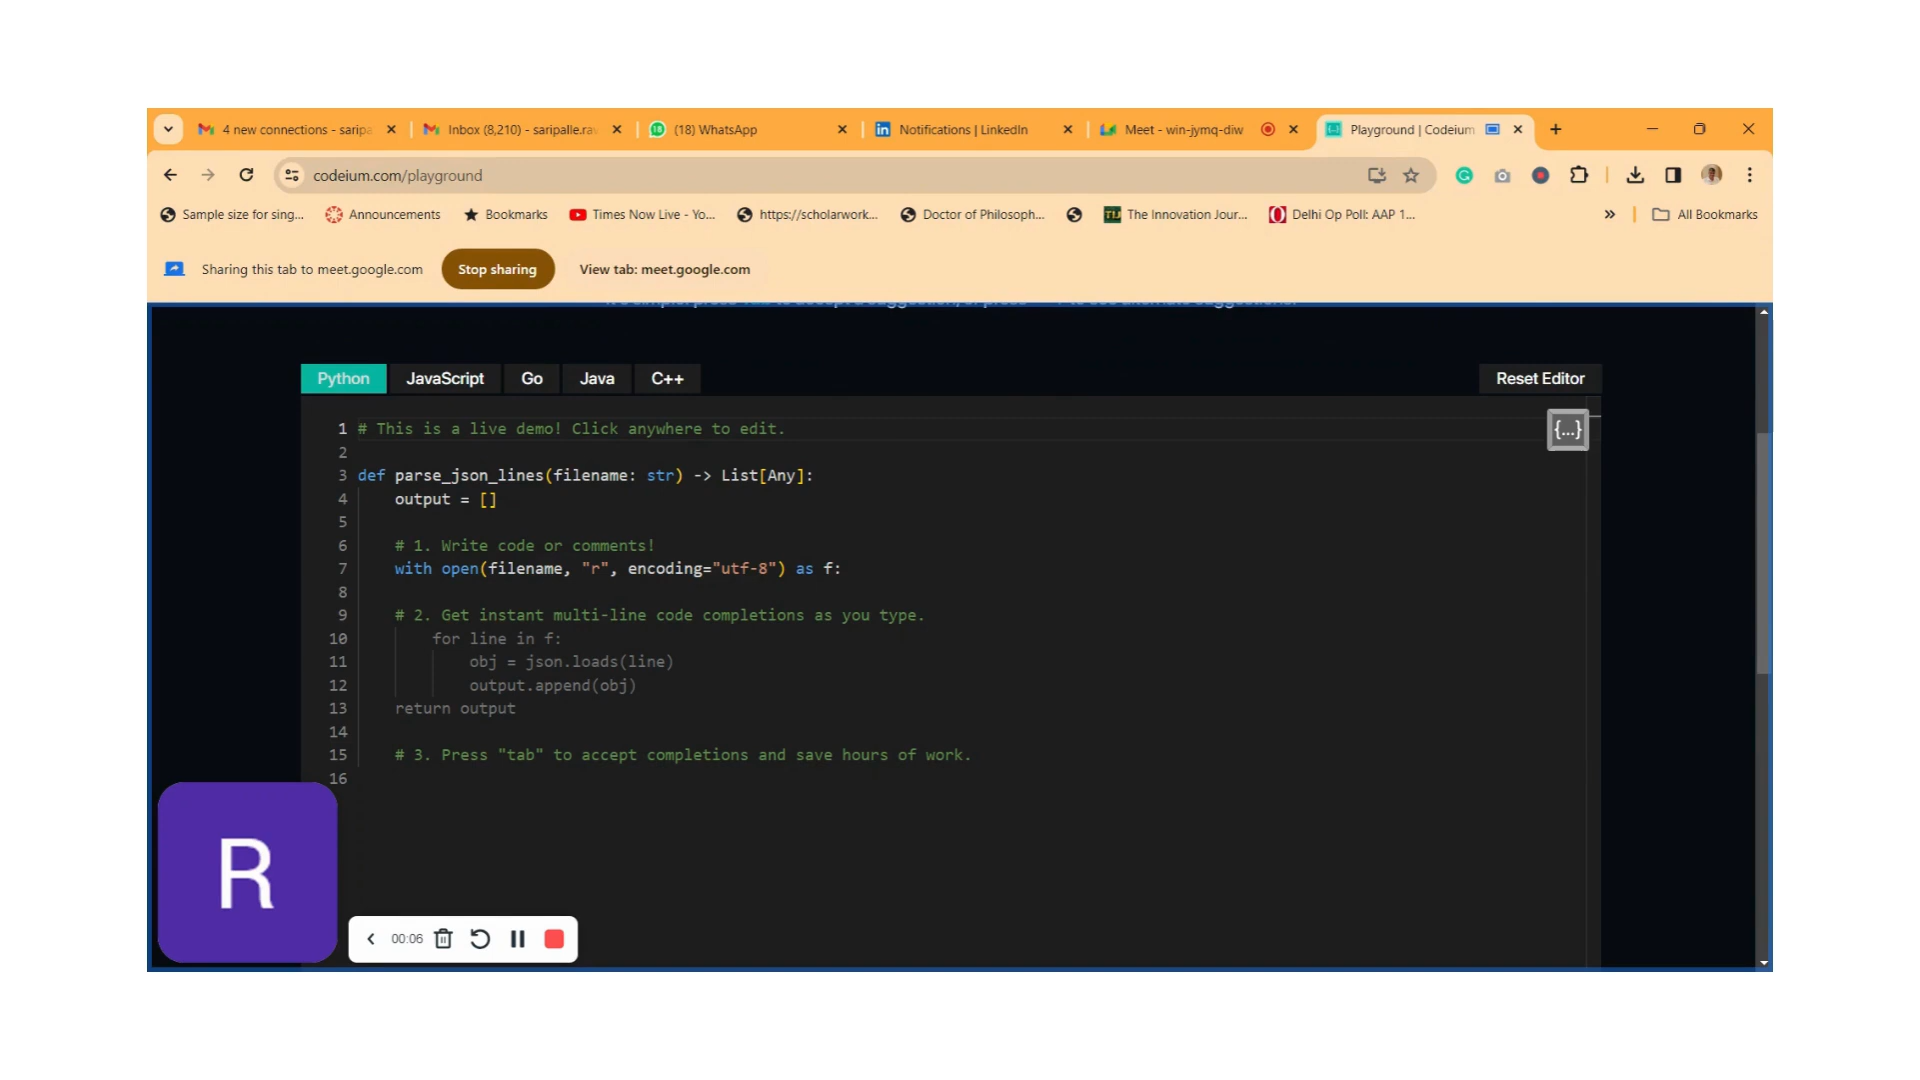 4 new connections - saripa
Inbox (8,210) - saripalle.rav
(18) WhatsApp
Notifications | LinkedIn
Meet - win-jymq-diw
Playground | Codeium
codeium.com/playground
Sample size for sing...
Announcements
Bookmarks
Times Now Live - Yo...
https://scholarwork...
Doctor of Philosoph...
TIJ
The Innovation Jour...
Delhi Op Poll: AAP 1...
All Bookmarks
Sharing this tab to meet.google.com
Stop sharing
View tab: meet.google.com
Python
JavaScript
Go
Java
C++
Reset Editor
{...}
1 # This is a live demo! Click anywhere to edit.
2
3 def parse_json_lines(filename: str) -> List[Any]:
4 output = []
5
6 # 1. Write code or comments!
7 with open(filename, "r", encoding="utf-8") as f:
8
9 # 2. Get instant multi-line code completions as you type.
10 for line in f:
11 obj = json.loads(line)
12 output.append(obj)
13 return output
14
15 # 3. Press "tab" to accept completions and save hours of work.
16
R
00:06